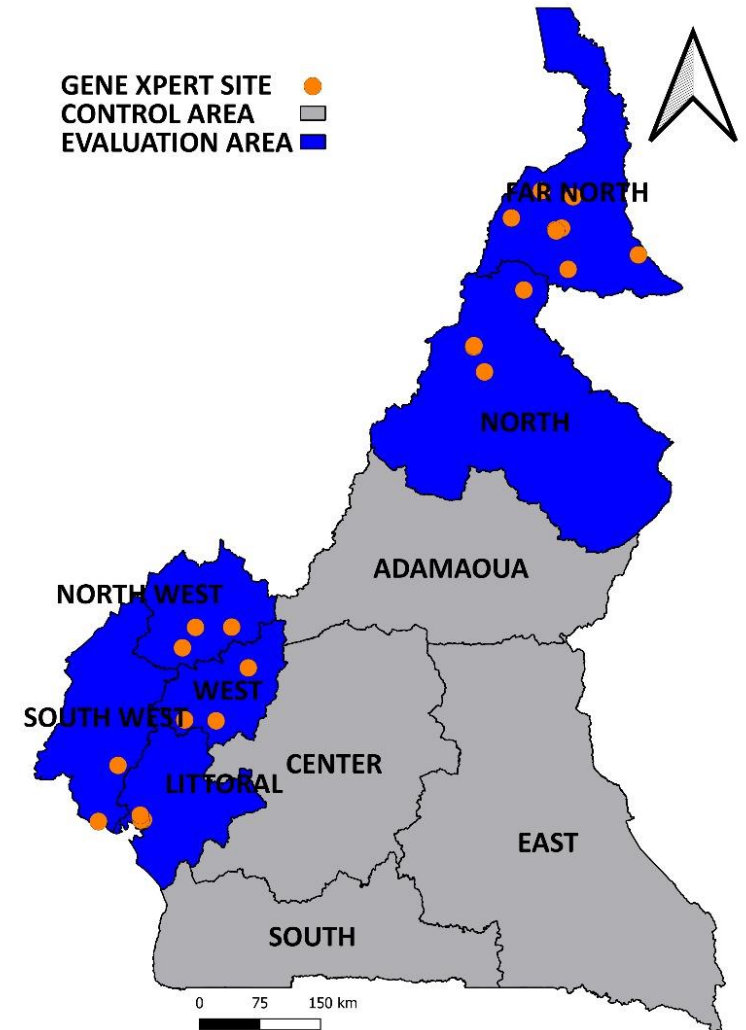 GENE XPERT SITE
CONTROL AREA
EVALUATION AREA
FAR NORTH
NORTH
ADAMAOUA
NORTH WEST
WEST
SOUTH WEST
CENTER
LITTORAL
EAST
SOUTH
0 75 150 km